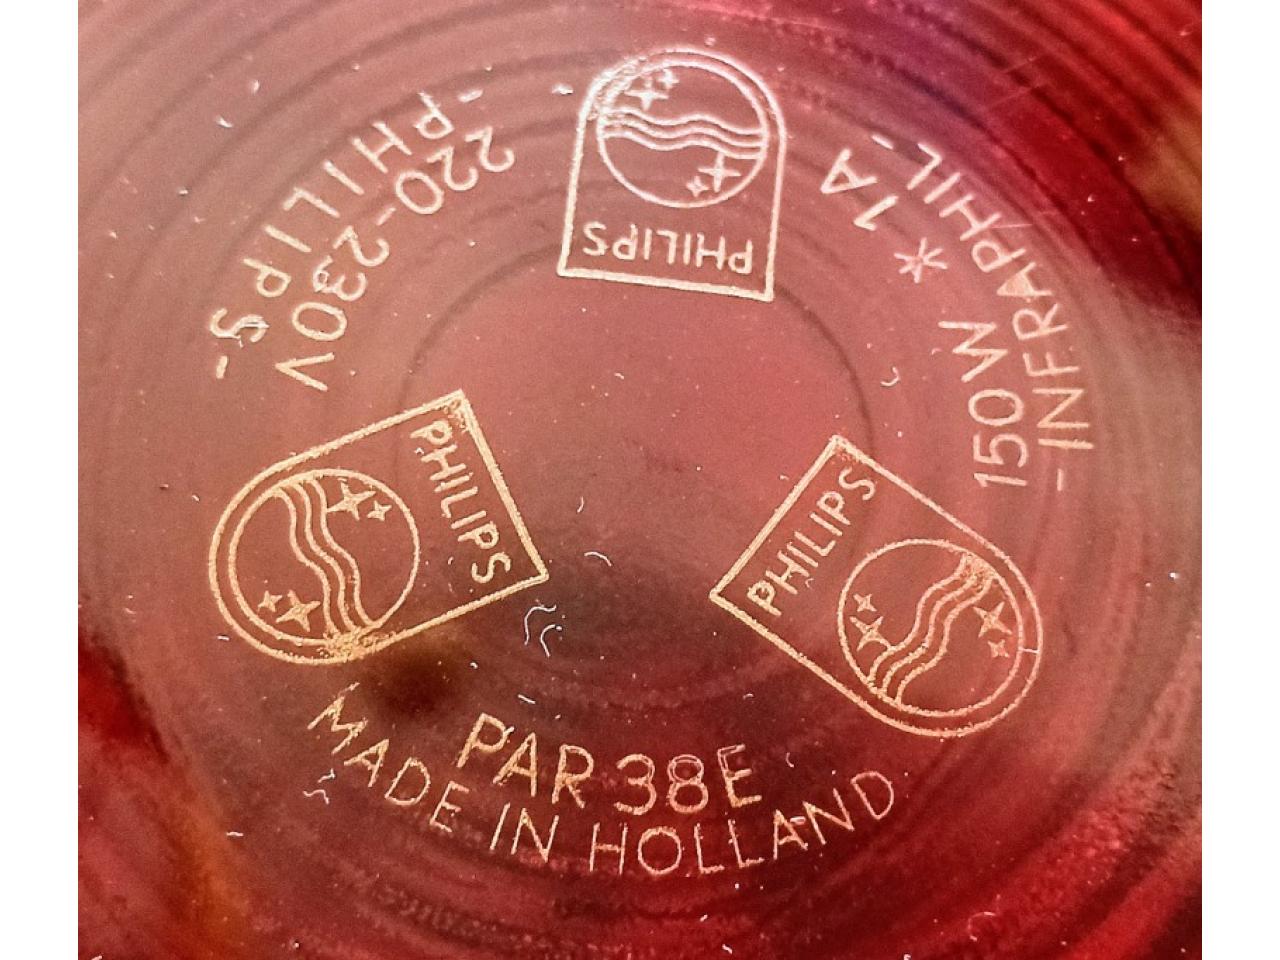 PHILIPS
150W * 1A
-INFRAPHIL-
PHILIPS
PAR 38E
MADE IN HOLLAND
PHILIPS
220-230V
-PHILIPS-